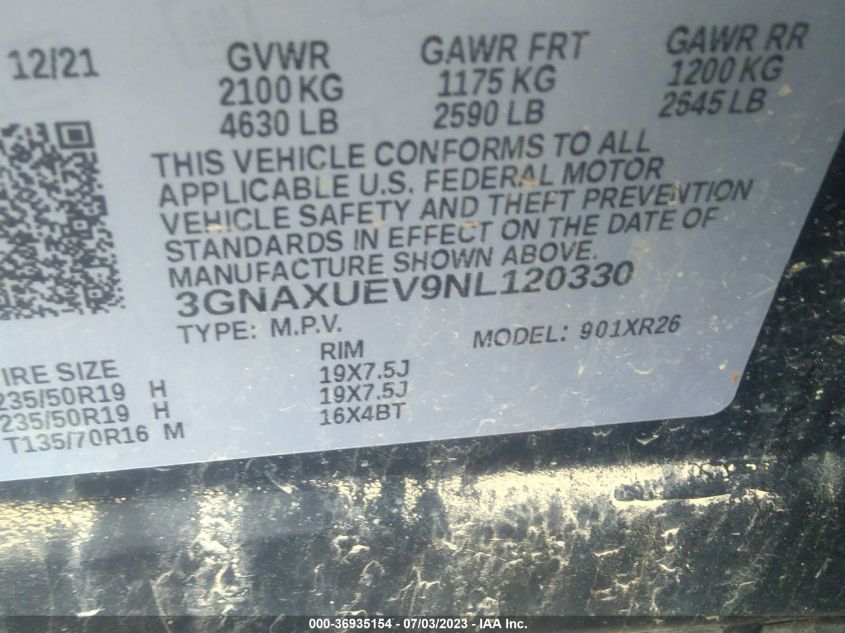 12/21 GVWR GAWR FRT GAWR RR
2100 KG 1175 KG 1200 KG
4630 LB 2590 LB 2645 LB
THIS VEHICLE CONFORMS TO ALL
APPLICABLE U.S. FEDERAL MOTOR
VEHICLE SAFETY AND THEFT PREVENTION
STANDARDS IN EFFECT ON THE DATE OF
MANUFACTURE SHOWN ABOVE.
3GNAXUEV9NL120330
TYPE: M.P.V. MODEL: 901XR26
IRE SIZE RIM
235/50R19 H 19X7.5J
235/50R19 H 19X7.5J
T135/70R16 M 16X4BT
000-36935154 - 07/03/2023 - IAA Inc.